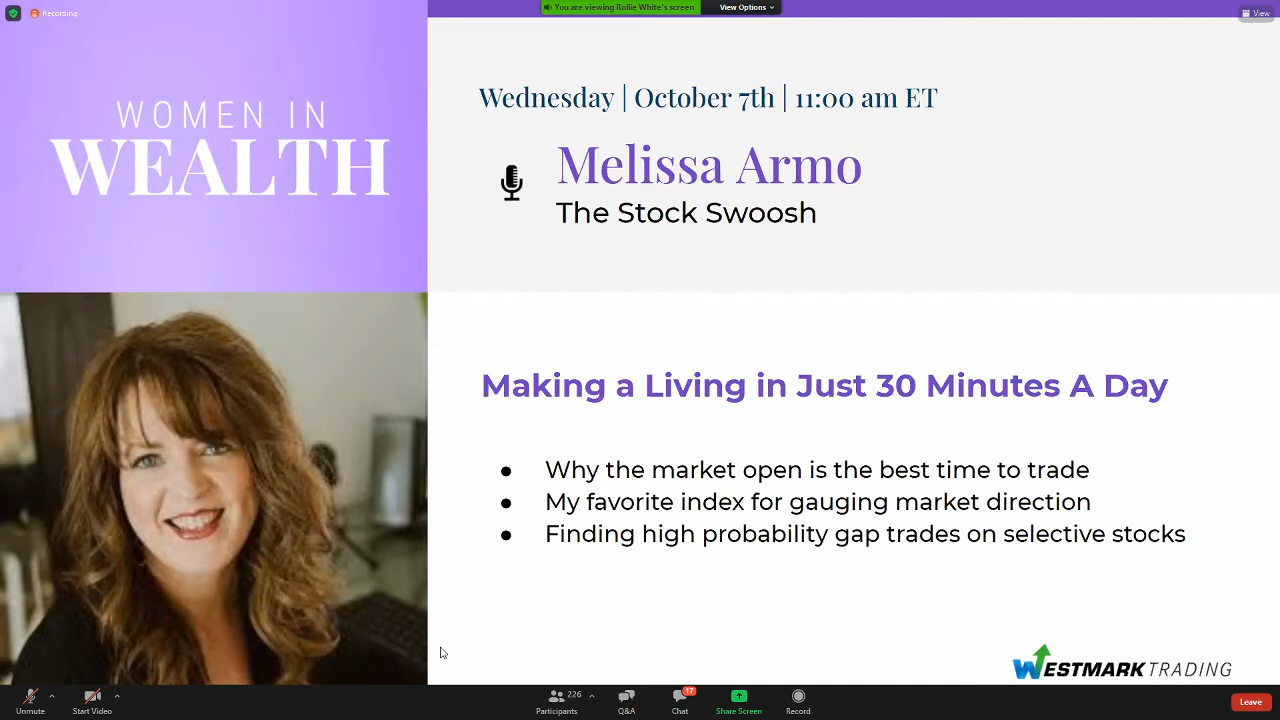 Recording
You are viewing Rollie White's screen
View Options
View
WOMEN IN
WEALTH
Wednesday | October 7th | 11:00 am ET
Melissa Armo
The Stock Swoosh
Making a Living in Just 30 Minutes A Day
● Why the market open is the best time to trade
● My favorite index for gauging market direction
● Finding high probability gap trades on selective stocks
WESTMARK TRADING
Unmute
Start Video
226
Participants
Q&A
17
Chat
Share Screen
Record
Leave